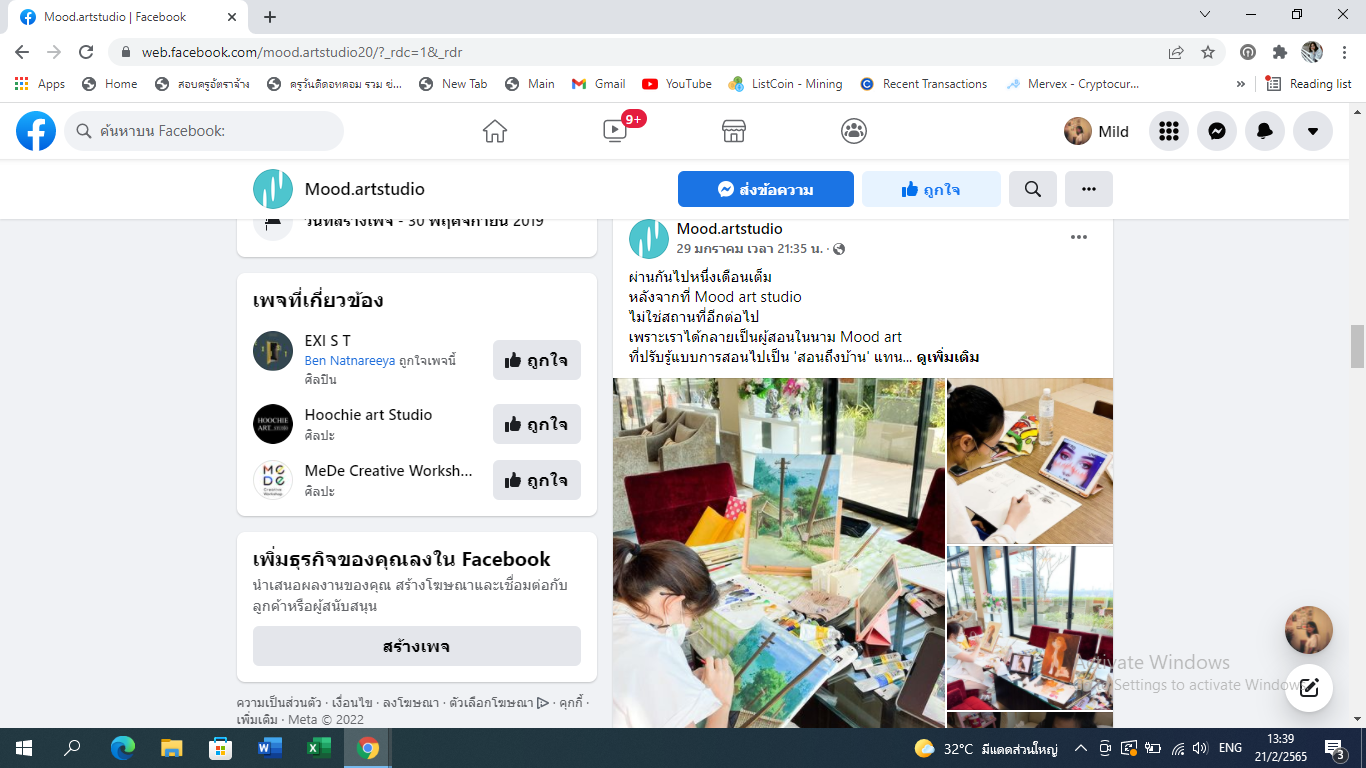 Mood.artstudio | Facebook
web.facebook.com/mood.artstudio20/?_rdc=1&_rdr
Apps
Home
สอบครูอัตราจ้าง
ครูวันดีดอทคอม รวม ข่...
New Tab
Main
Gmail
YouTube
ListCoin - Mining
Recent Transactions
Mervex - Cryptocur...
»
Reading list
ค้นหาบน Facebook:
9+
Mild
Mood.artstudio
ส่งข้อความ
ถูกใจ
วันที่สร้างเพจ - 30 พฤศจิกายน 2019
เพจที่เกี่ยวข้อง
EXI S T
Ben Natnareeya ถูกใจเพจนี้
ศิลปิน
ถูกใจ
HOOCHIE
Hoochie art Studio
ศิลปะ
ถูกใจ
MCDE
Creative
Workshop
MeDe Creative Worksh...
ศิลปะ
ถูกใจ
เพิ่มธุรกิจของคุณลงใน Facebook
นำเสนอผลงานของคุณ สร้างโฆษณาและเชื่อมต่อกับ
ลูกค้าหรือผู้สนับสนุน
สร้างเพจ
ความเป็นส่วนตัว · เงื่อนไข · ลงโฆษณา · ตัวเลือกโฆษณา · คุกกี้ ·
เพิ่มเติม · Meta © 2022
Mood.artstudio
29 มกราคม เวลา 21:35 น. ·
ผ่านกันไปหนึ่งเดือนเต็ม
หลังจากที่ Mood art studio
ไม่ใช่สถานที่อีกต่อไป
เพราะเราได้กลายเป็นผู้สอนในนาม Mood art
ที่ปรับรู้แบบการสอนไปเป็น 'สอนถึงบ้าน' แทน... ดูเพิ่มเติม
Activate Windows
Go to Settings to activate Windows.
32°C มีแดดส่วนใหญ่
ENG
13:39
21/2/2565
3